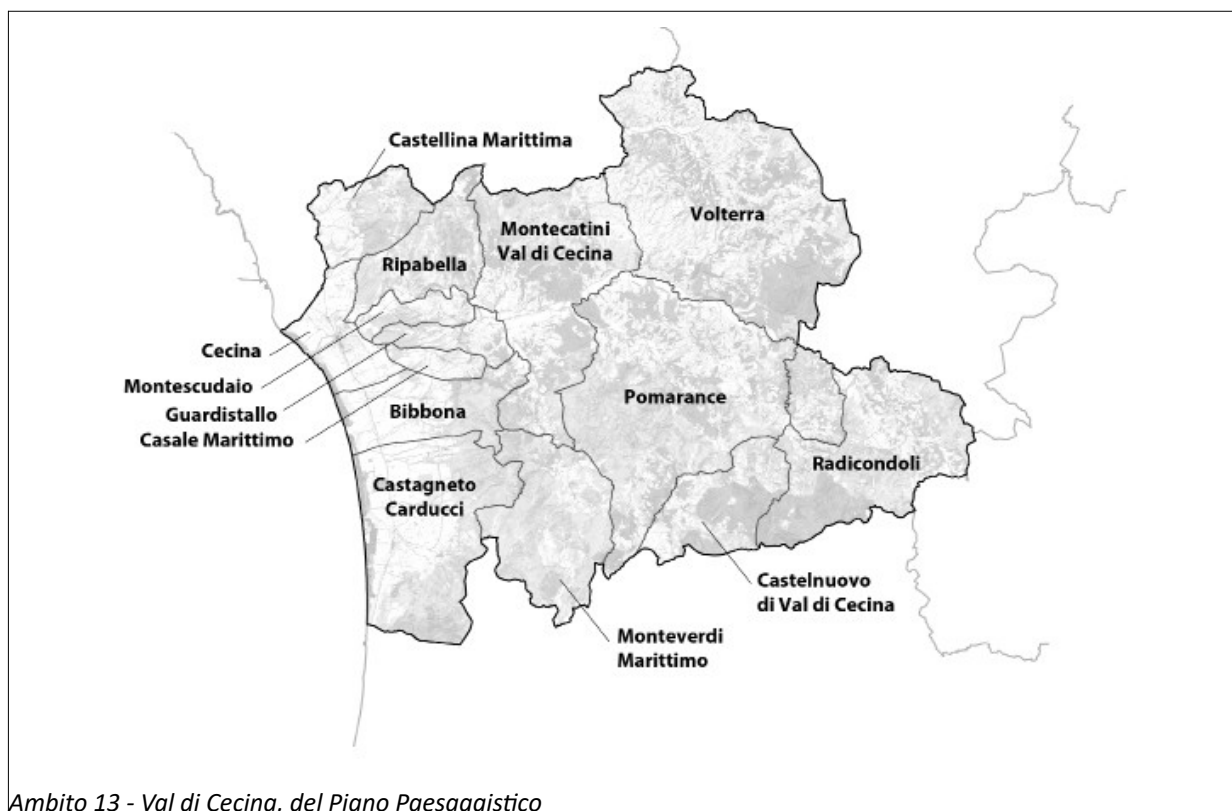 Castellina Marittima
Volterra
Montecatini
Val di Cecina
Ripabella
Cecina
Montescudaio
Guardistallo
Casale Marittimo
Bibbona
Pomarance
Radicondoli
Castagneto
Carducci
Castelnuovo
di Val di Cecina
Monteverdi
Marittimo
Ambito 13 - Val di Cecina, del Piano Paesaggistico